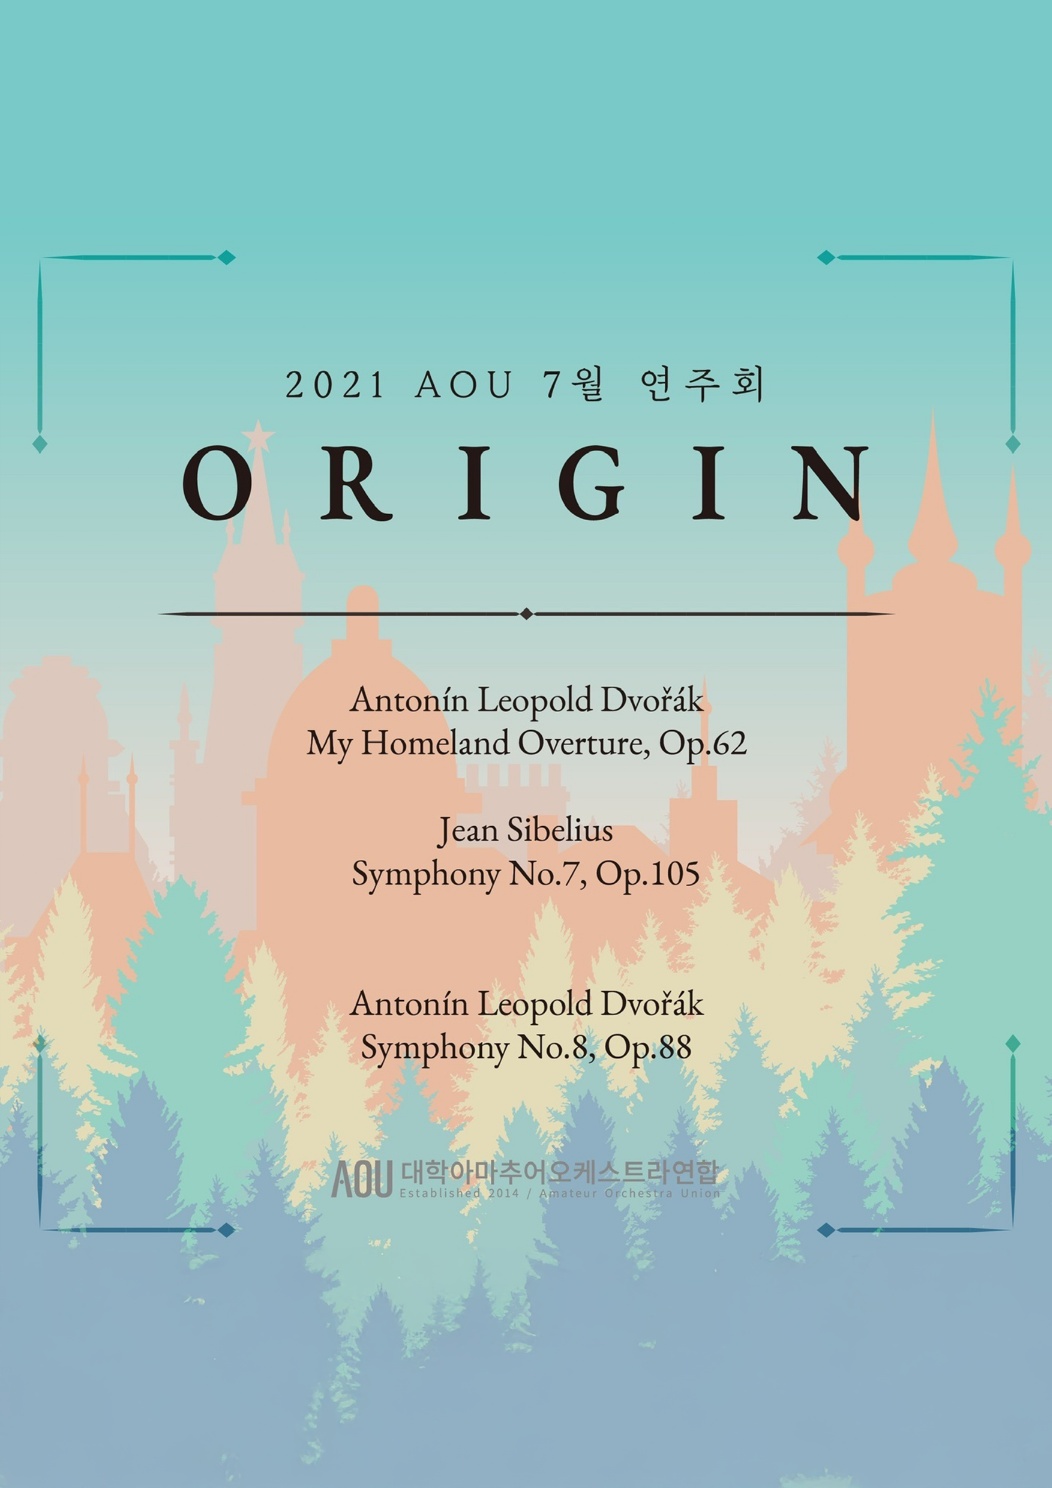 2021 AOU 7월 연주회
ORIGIN
Antonín Leopold Dvořák
My Homeland Overture, Op.62
Jean Sibelius
Symphony No.7, Op.105
Antonín Leopold Dvořák
Symphony No.8, Op.88
AOU 대학아마추어오케스트라연합
Established 2014 / Amateur Orchestra Union